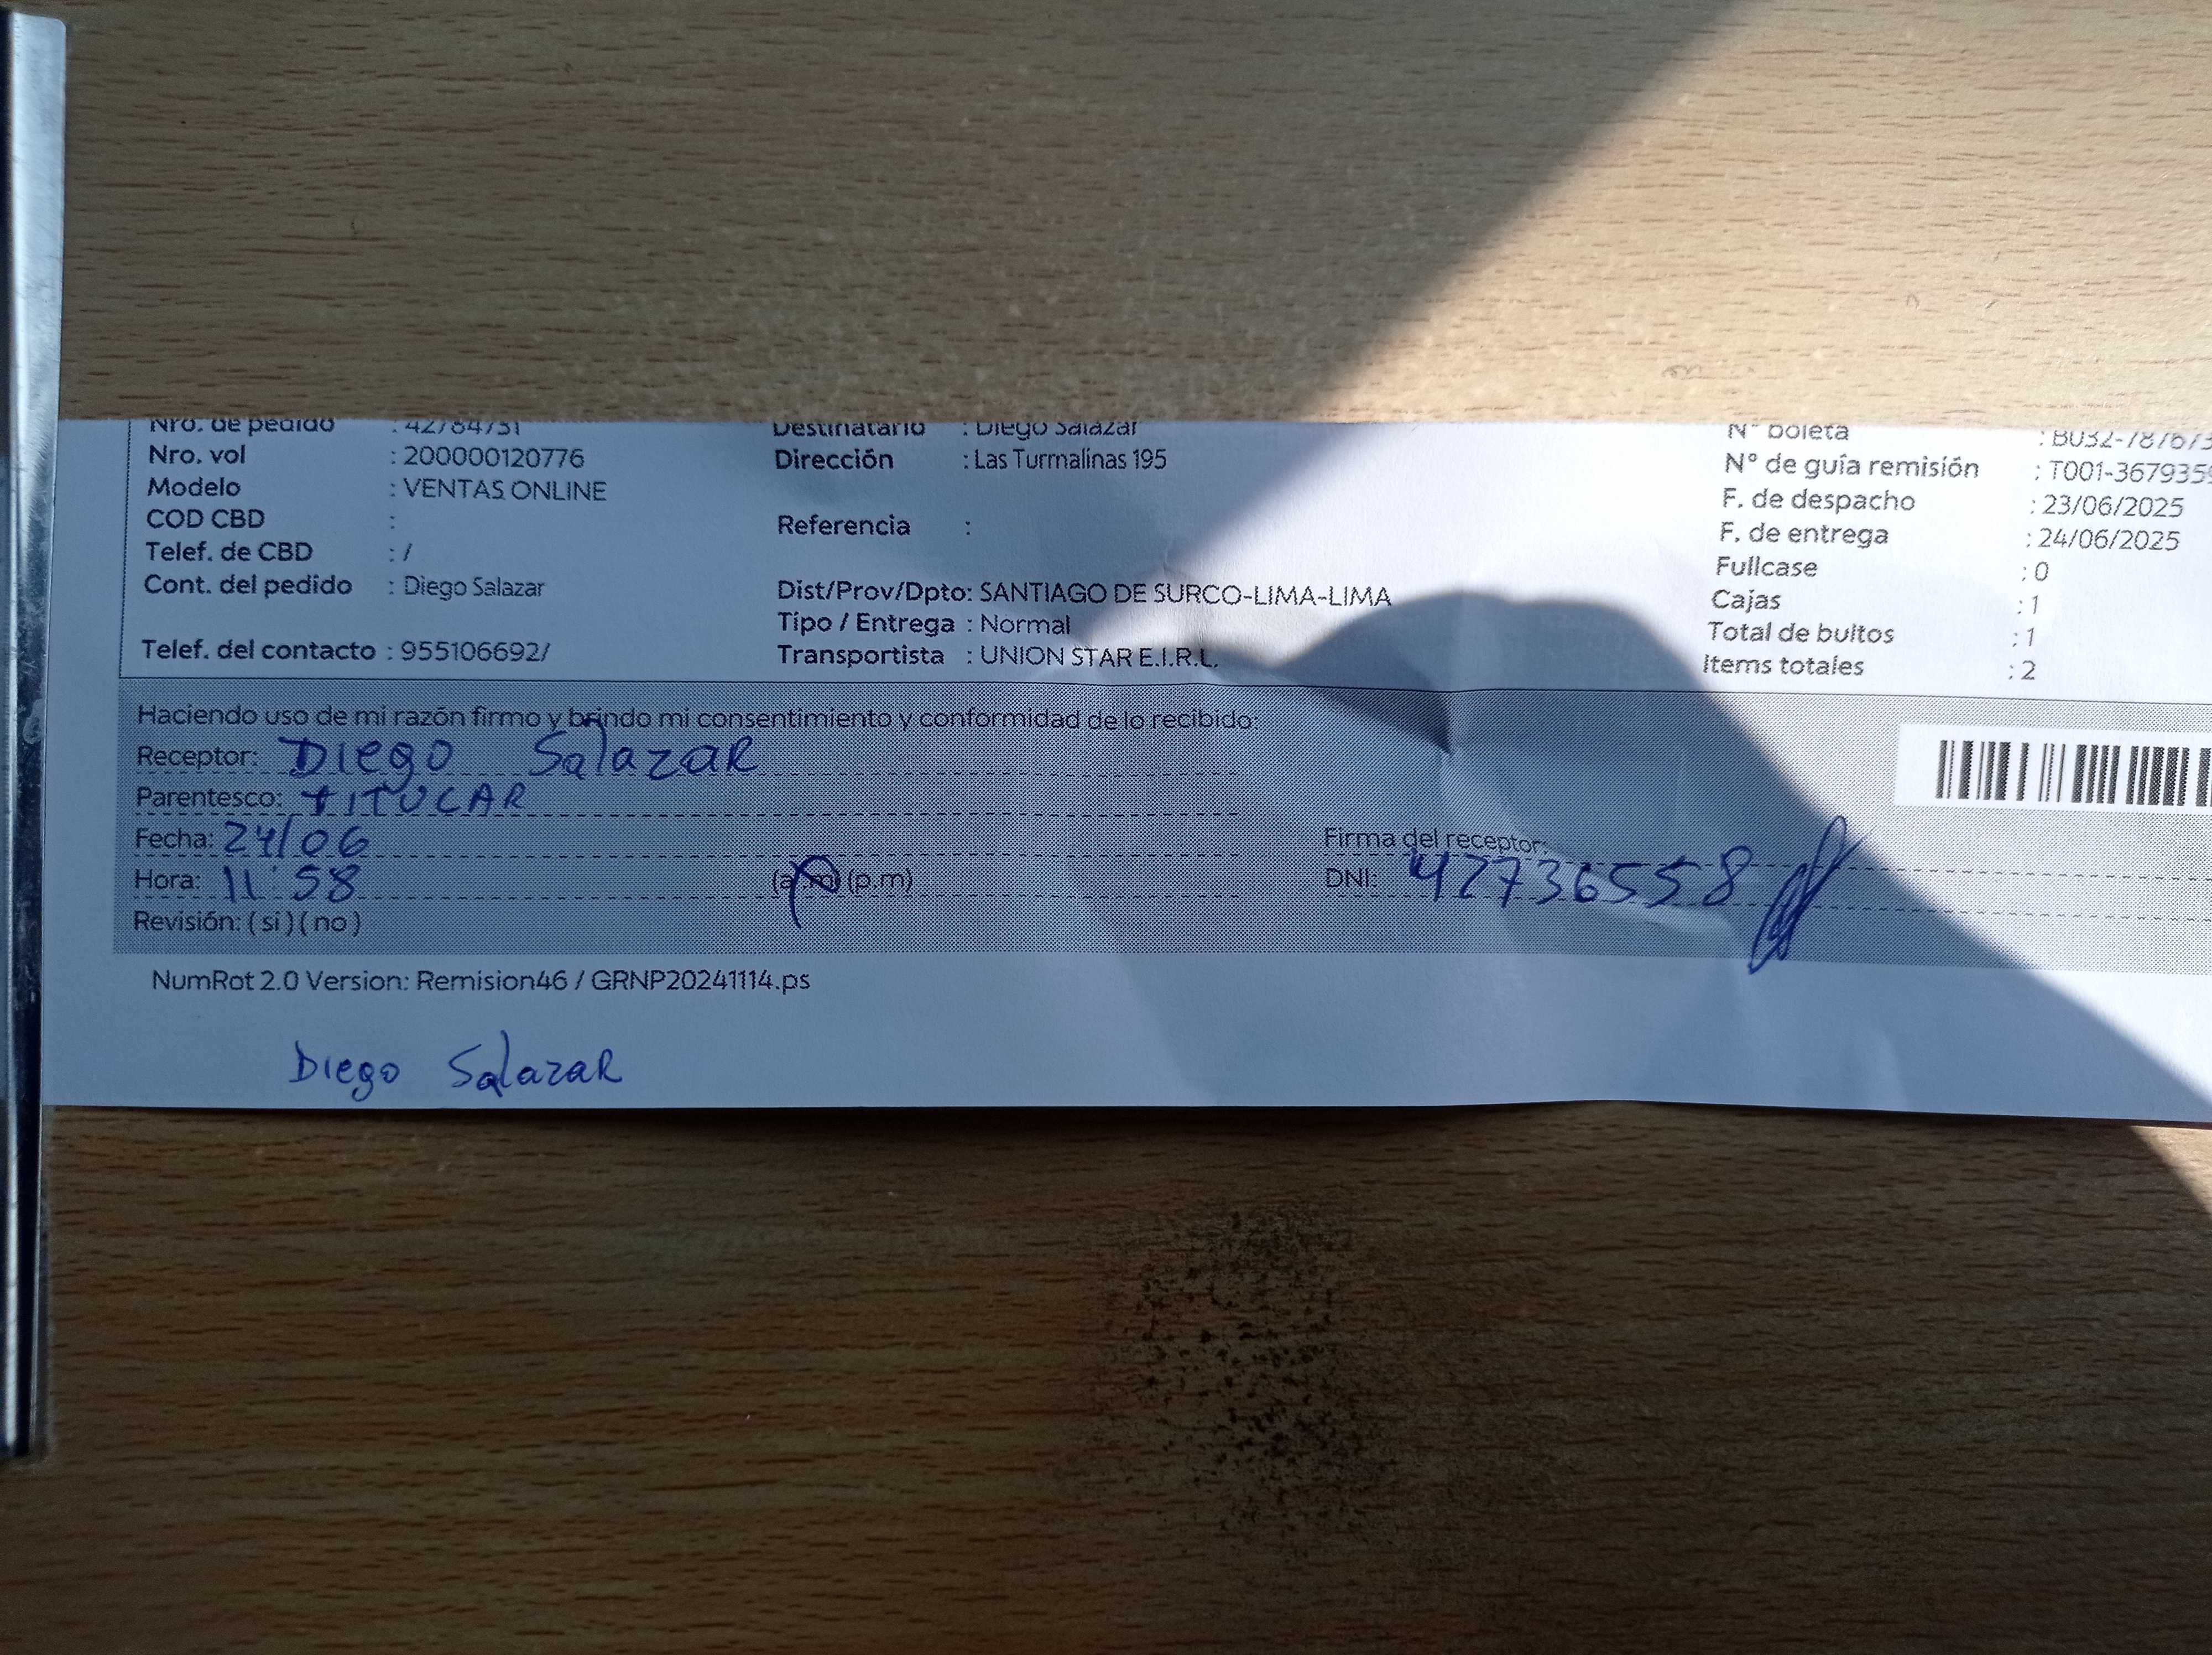 Nro. de pedido : 42784731
Nro. vol : 200000120776
Modelo : VENTAS ONLINE
COD CBD :
Telef. de CBD : /
Cont. del pedido : Diego Salazar
Telef. del contacto : 955106692/
Destinatario : Diego Salazar
Dirección : Las Turmalinas 195
Referencia :
Dist/Prov/Dpto: SANTIAGO DE SURCO-LIMA-LIMA
Tipo / Entrega : Normal
Transportista : UNION STAR E.I.R.L.
N° boleta : B032-787673
N° de guía remisión : T001-3679359
F. de despacho : 23/06/2025
F. de entrega : 24/06/2025
Fullcase : 0
Cajas : 1
Total de bultos : 1
Items totales : 2
Haciendo uso de mi razón firmo y brindo mi consentimiento y conformidad de lo recibido:
Receptor: Diego Salazar
Parentesco: TITULAR
Fecha: 24/06
Hora: 11:58 (a.m) (p.m)
Revisión: ( si ) ( no )
Firma del receptor:
DNI: 42736558
NumRot 2.0 Version: Remision46 / GRNP20241114.ps
Diego Salazar